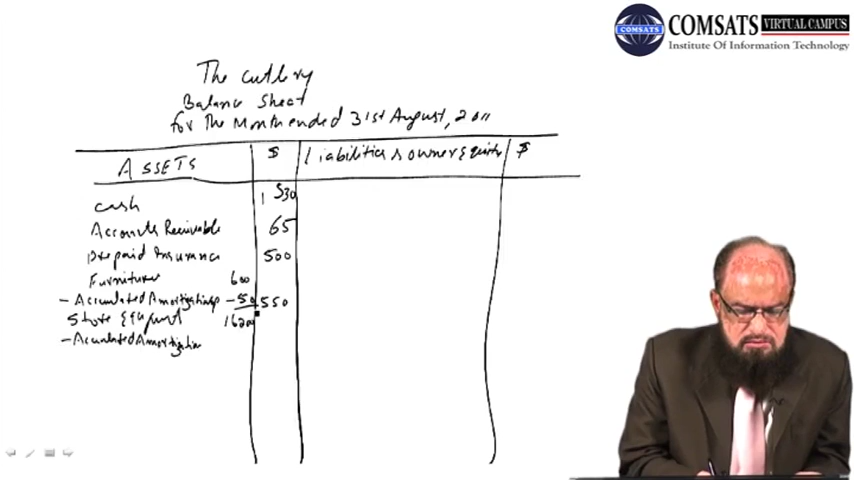 COMSATS VIRTUAL CAMPUS
Institute Of Information Technology
The Cutlery
Balance Sheet
for The Month ended 31st August, 2011
ASSETS $ Liabilities & owner Equity $
cash 1 530
Accounts Receivable 65
Prepaid Insurance 500
Furniture 600
- Accumulated Amortization -50 550
Store Equipment
- Accumulated Amortization